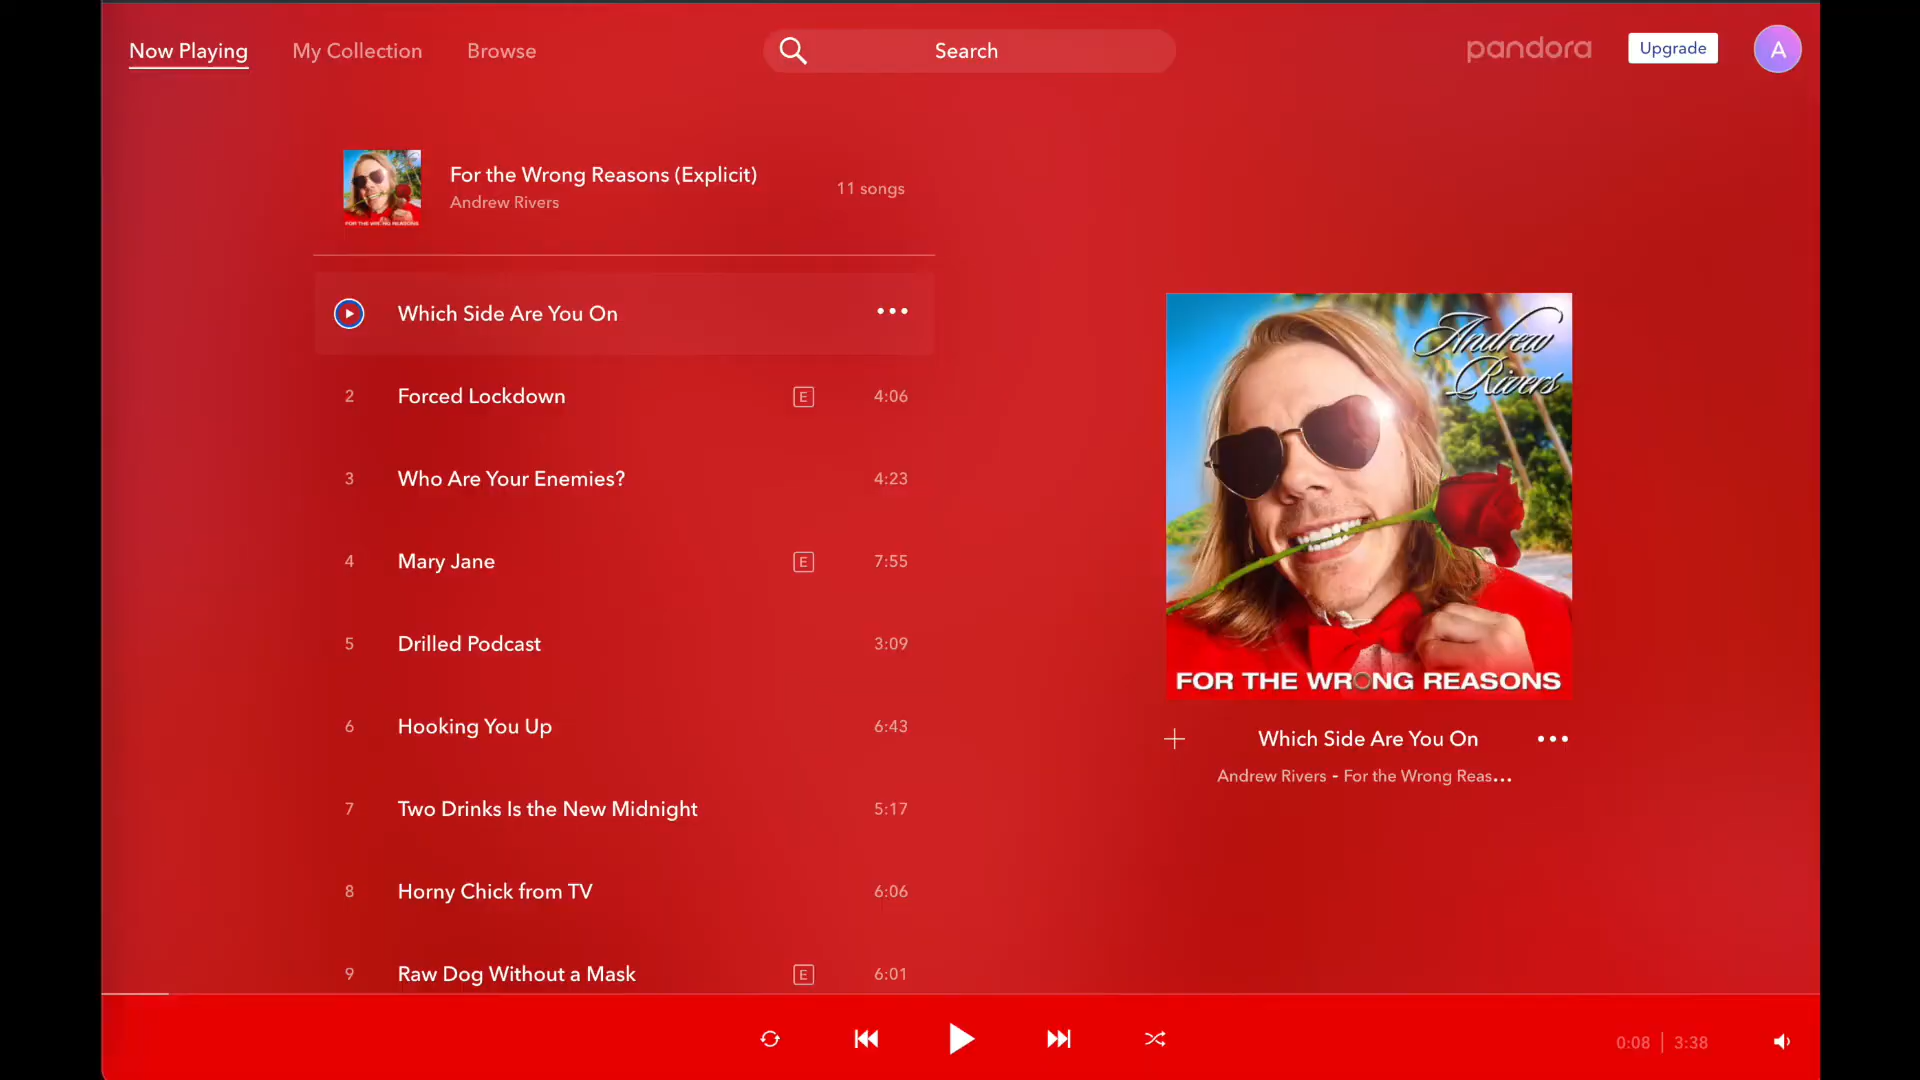 Now Playing
My Collection
Browse
Search
pandora
Upgrade
A
For the Wrong Reasons (Explicit)
Andrew Rivers
11 songs
Which Side Are You On
2 Forced Lockdown E 4:06
3 Who Are Your Enemies? 4:23
4 Mary Jane E 7:55
5 Drilled Podcast 3:09
6 Hooking You Up 6:43
7 Two Drinks Is the New Midnight 5:17
8 Horny Chick from TV 6:06
9 Raw Dog Without a Mask E 6:01
Andrew
Rivers
FOR THE WRONG REASONS
Which Side Are You On
Andrew Rivers - For the Wrong Reas...
0:08 | 3:38